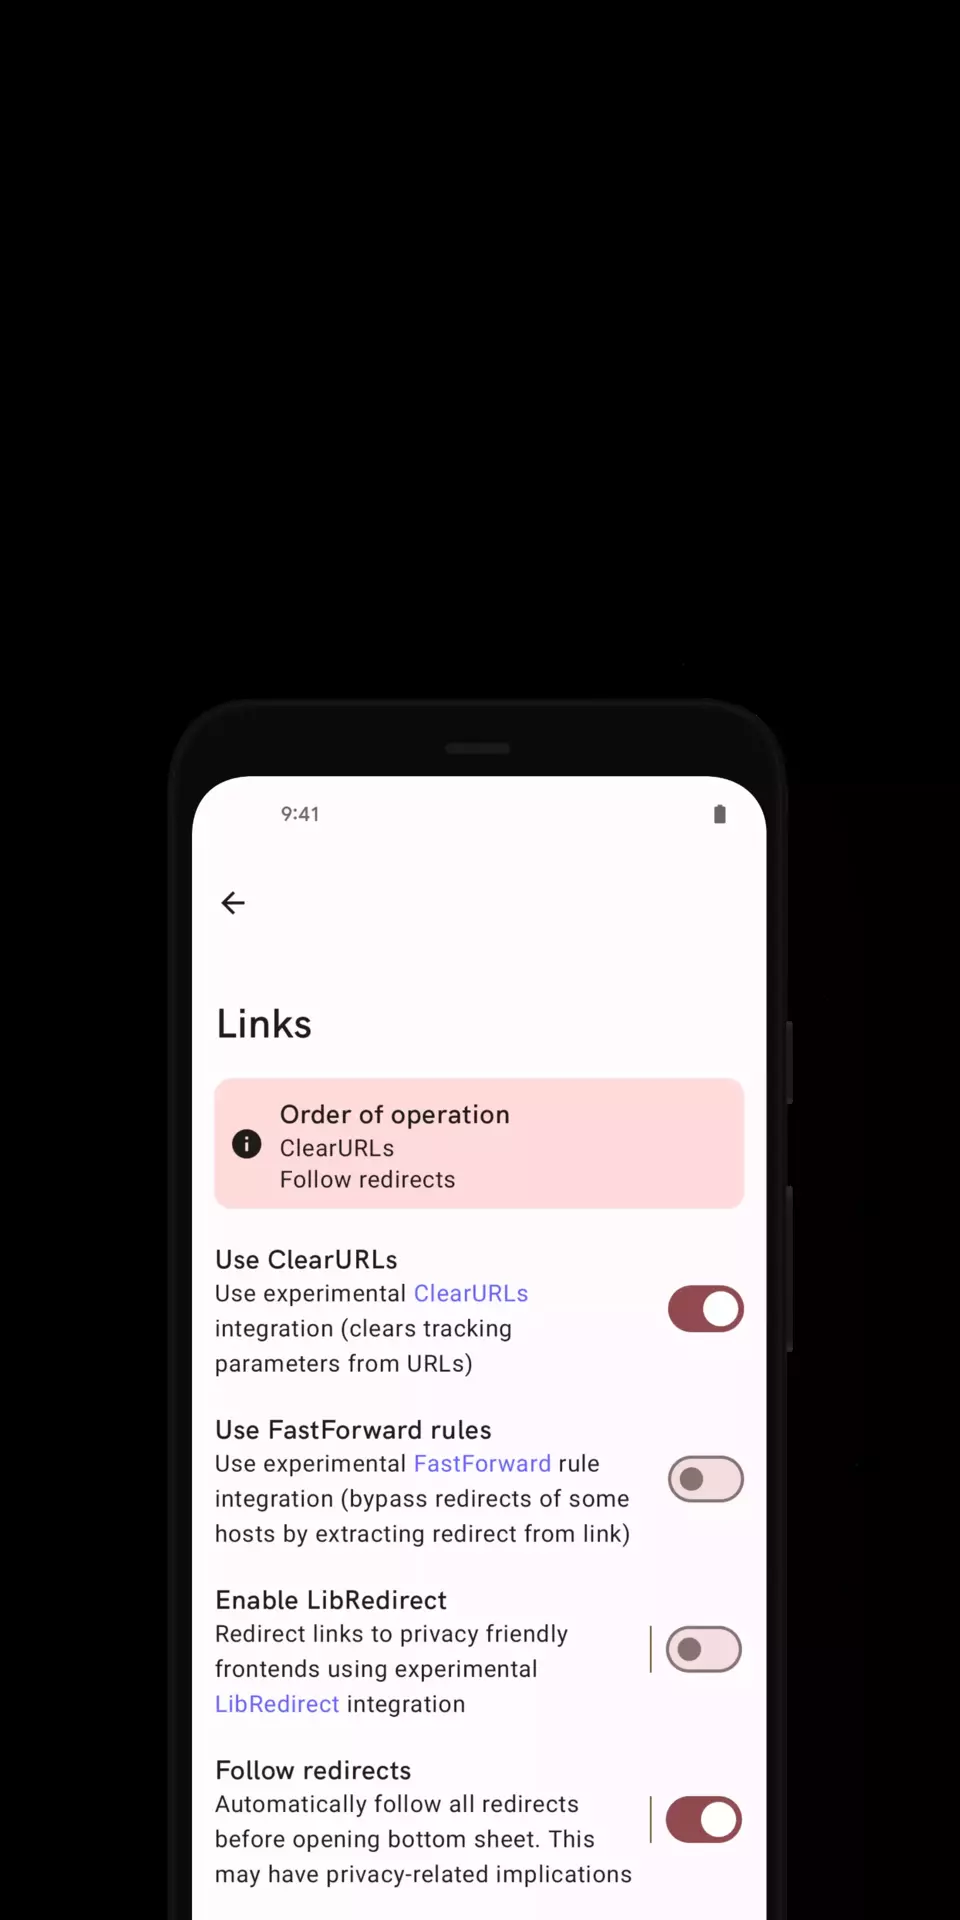 9:41
Links
Order of operation
ClearURLs
Follow redirects
Use ClearURLs
Use experimental ClearURLs
integration (clears tracking
parameters from URLs)
Use FastForward rules
Use experimental FastForward rule
integration (bypass redirects of some
hosts by extracting redirect from link)
Enable LibRedirect
Redirect links to privacy friendly
frontends using experimental
LibRedirect integration
Follow redirects
Automatically follow all redirects
before opening bottom sheet. This
may have privacy-related implications